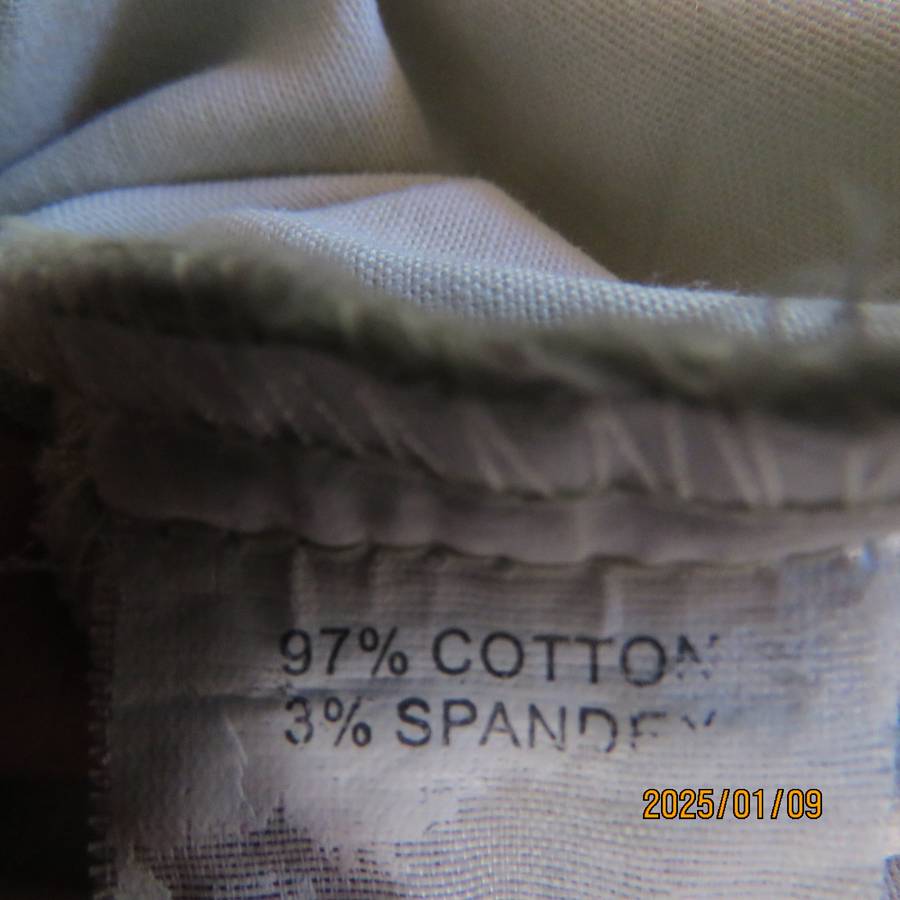 97% COTTON
3% SPANDEX
2025/01/09